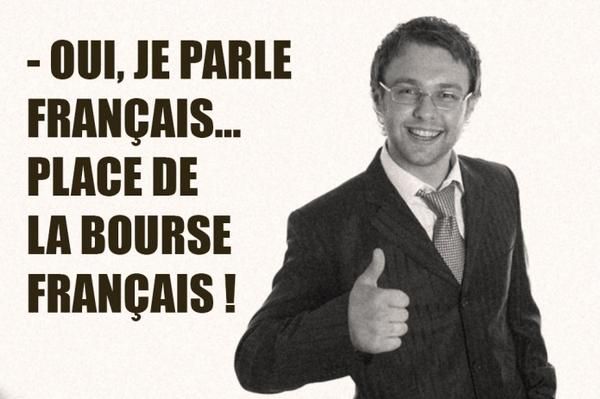 - OUI, JE PARLE
FRANÇAIS...
PLACE DE
LA BOURSE
FRANÇAIS !